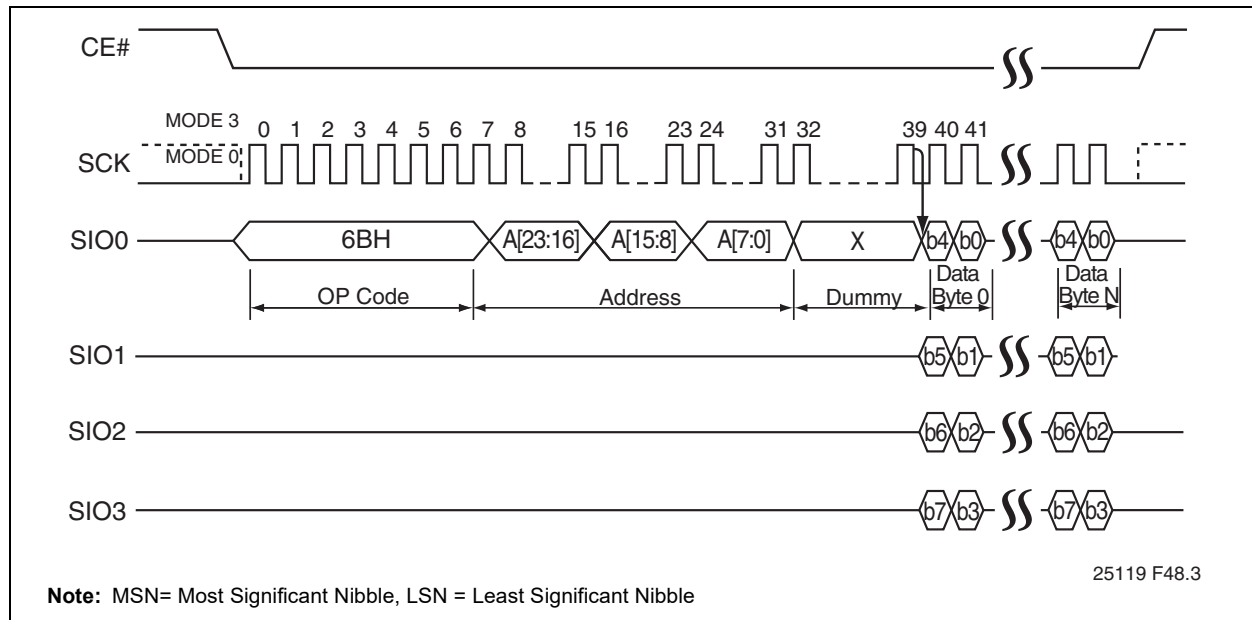 CE#
MODE 3
0 1 2 3 4 5 6 7 8 15 16 23 24 31 32 39 40 41
SCK
MODE 0
SIO0 6BH A[23:16] A[15:8] A[7:0] X b4 b0 b4 b0
OP Code Address Dummy Data Byte 0 Data Byte N
SIO1 b5 b1 b5 b1
SIO2 b6 b2 b6 b2
SIO3 b7 b3 b7 b3
25119 F48.3
Note: MSN= Most Significant Nibble, LSN = Least Significant Nibble